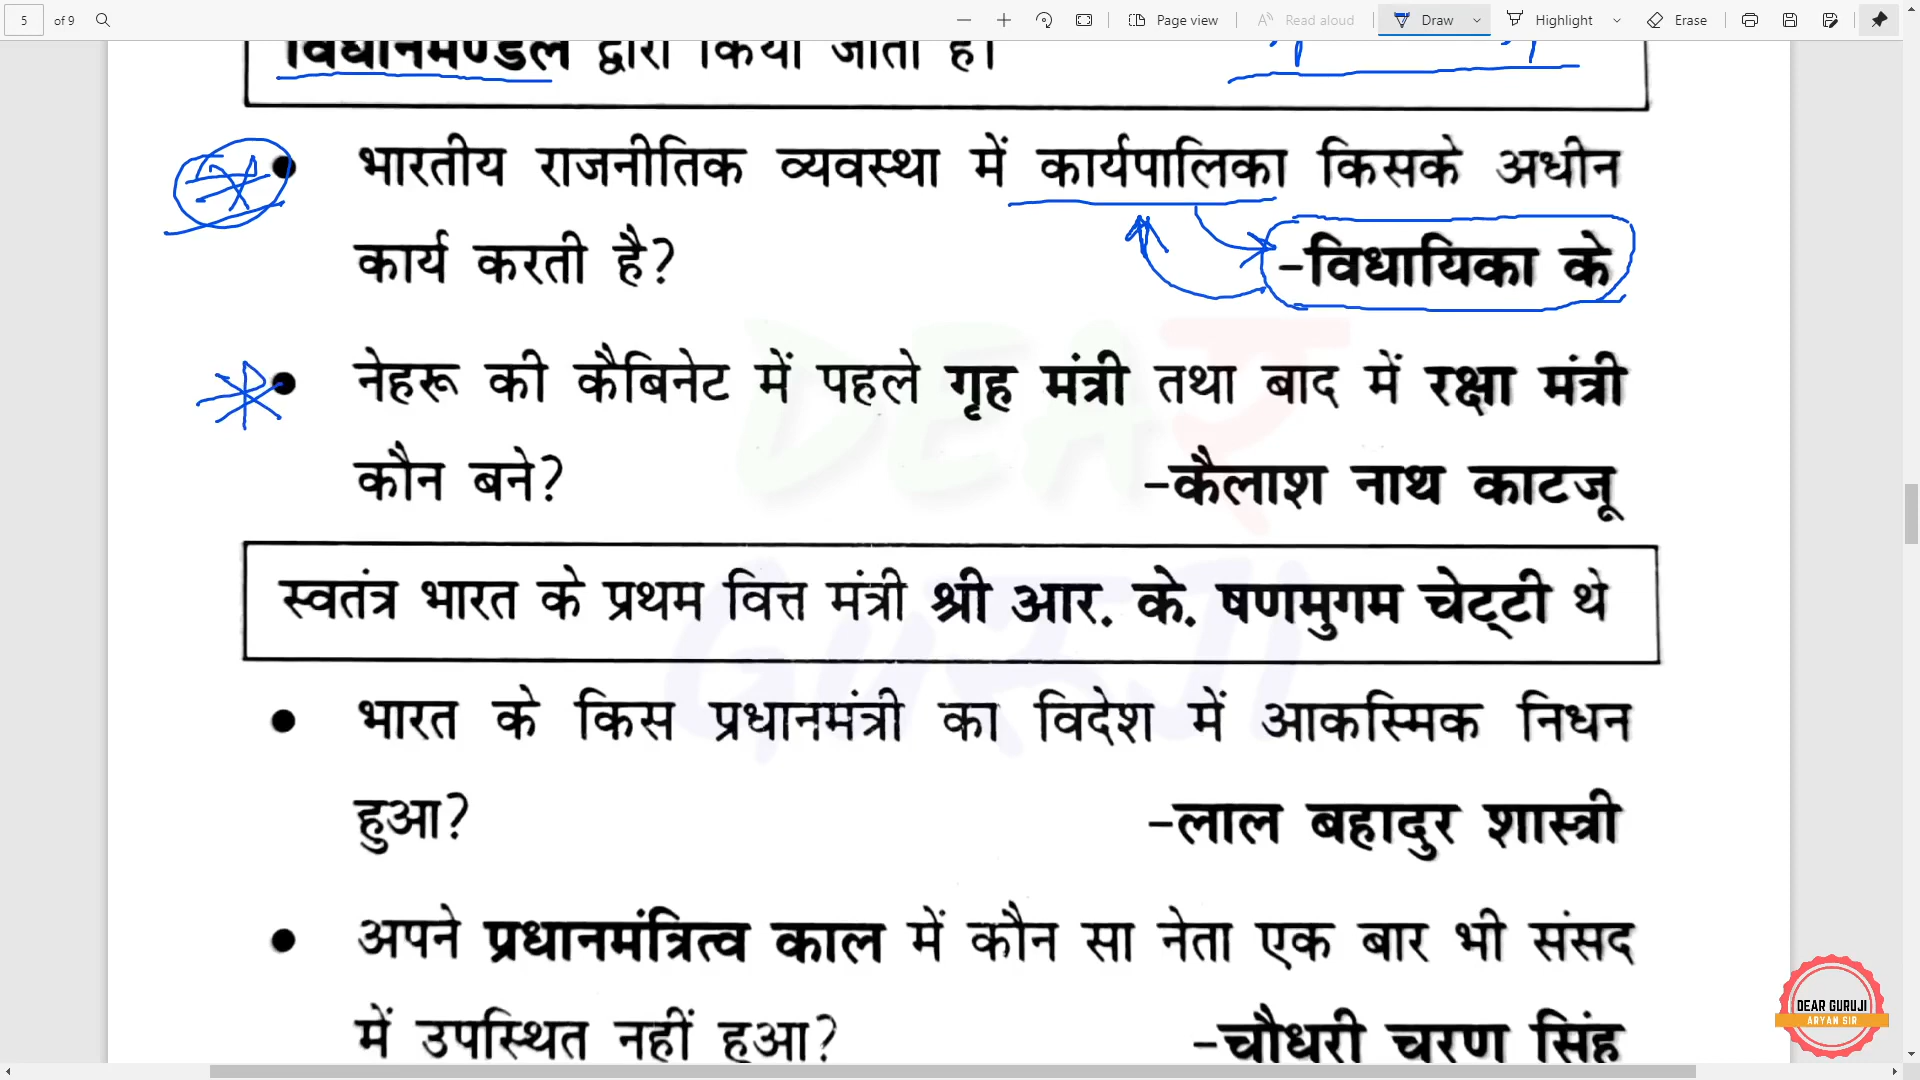 5 of 9 Page view Read aloud Draw Highlight Erase
विधानमण्डल द्वारा किया जाता है।
• भारतीय राजनीतिक व्यवस्था में कार्यपालिका किसके अधीन
कार्य करती है? -विधायिका के
• नेहरू की कैबिनेट में पहले गृह मंत्री तथा बाद में रक्षा मंत्री
कौन बने? -कैलाश नाथ काटजू
स्वतंत्र भारत के प्रथम वित्त मंत्री श्री आर. के. षणमुगम चेट्टी थे
• भारत के किस प्रधानमंत्री का विदेश में आकस्मिक निधन
हुआ? -लाल बहादुर शास्त्री
• अपने प्रधानमंत्रित्व काल में कौन सा नेता एक बार भी संसद
में उपस्थित नहीं हुआ? -चौधरी चरण सिंह
DEAR GURUJI
ARYAN SIR
DEAR
GURUJI